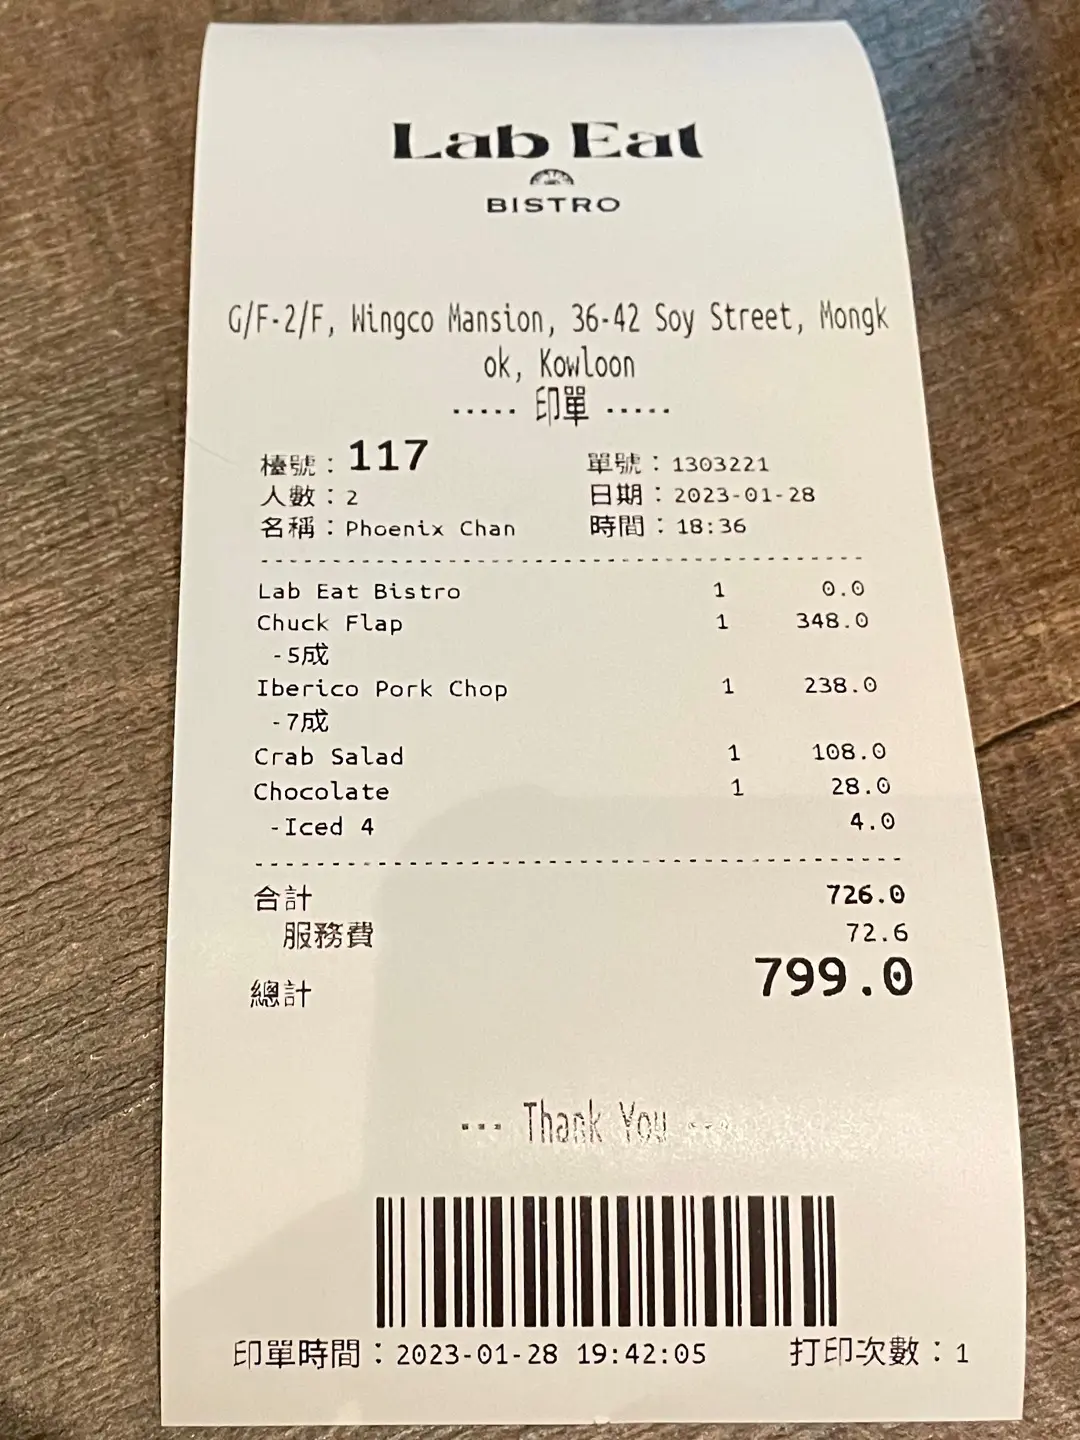 Lab Eat
BISTRO
G/F-2/F, Wingco Mansion, 36-42 Soy Street, Mongk
ok, Kowloon
----- 印單 -----
檯號：117 單號：1303221
人數：2 日期：2023-01-28
名稱：Phoenix Chan 時間：18:36
Lab Eat Bistro 1 0.0
Chuck Flap 1 348.0
-5成
Iberico Pork Chop 1 238.0
-7成
Crab Salad 1 108.0
Chocolate 1 28.0
-Iced 4 4.0
合計 726.0
服務費 72.6
總計 799.0
--- Thank You ---
印單時間：2023-01-28 19:42:05 打印次數：1